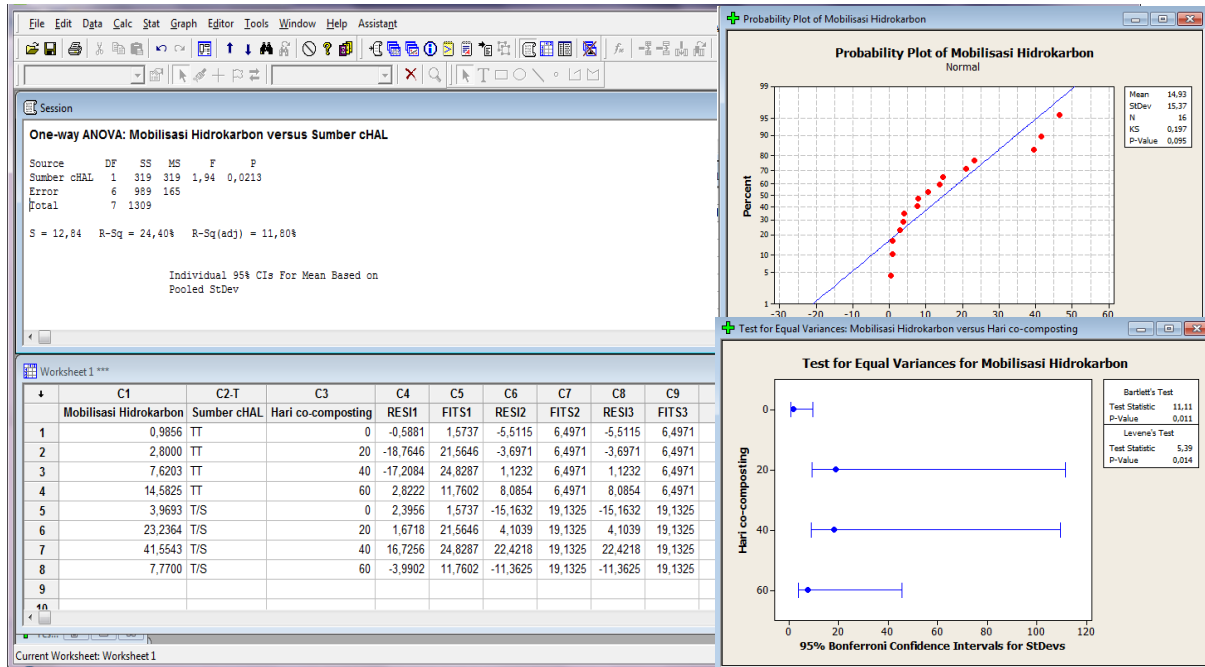 File Edit Data Calc Stat Graph Editor Tools Window Help Assistant
Session
One-way ANOVA: Mobilisasi Hidrokarbon versus Sumber cHAL
Source DF SS MS F P
Sumber cHAL 1 319 319 1,94 0,0213
Error 6 989 165
Total 7 1309
S = 12,84 R-Sq = 24,40% R-Sq(adj) = 11,80%
Individual 95% CIs For Mean Based on
Pooled StDev
Worksheet 1 ***
C1 C2-T C3 C4 C5 C6 C7 C8 C9
Mobilisasi Hidrokarbon Sumber cHAL Hari co-composting RESI1 FITS1 RESI2 FITS2 RESI3 FITS3
1 0,9856 TT 0 -0,5881 1,5737 -5,5115 6,4971 -5,5115 6,4971
2 2,8000 TT 20 -18,7646 21,5646 -3,6971 6,4971 -3,6971 6,4971
3 7,6203 TT 40 -17,2084 24,8287 1,1232 6,4971 1,1232 6,4971
4 14,5825 TT 60 2,8222 11,7602 8,0854 6,4971 8,0854 6,4971
5 3,9693 T/S 0 2,3956 1,5737 -15,1632 19,1325 -15,1632 19,1325
6 23,2364 T/S 20 1,6718 21,5646 4,1039 19,1325 4,1039 19,1325
7 41,5543 T/S 40 16,7256 24,8287 22,4218 19,1325 22,4218 19,1325
8 7,7700 T/S 60 -3,9902 11,7602 -11,3625 19,1325 -11,3625 19,1325
9
10
Current Worksheet: Worksheet 1
Probability Plot of Mobilisasi Hidrokarbon
Probability Plot of Mobilisasi Hidrokarbon
Normal
Mean 14,93
StDev 15,37
N 16
KS 0,197
P-Value 0,095
Percent
99
95
90
80
70
60
50
40
30
20
10
5
1
-30 -20 -10 0 10 20 30 40 50 60
Test for Equal Variances: Mobilisasi Hidrokarbon versus Hari co-composting
Test for Equal Variances for Mobilisasi Hidrokarbon
Bartlett's Test
Test Statistic 11,11
P-Value 0,011
Levene's Test
Test Statistic 5,39
P-Value 0,014
Hari co-composting
0
20
40
60
0 20 40 60 80 100 120
95% Bonferroni Confidence Intervals for StDevs